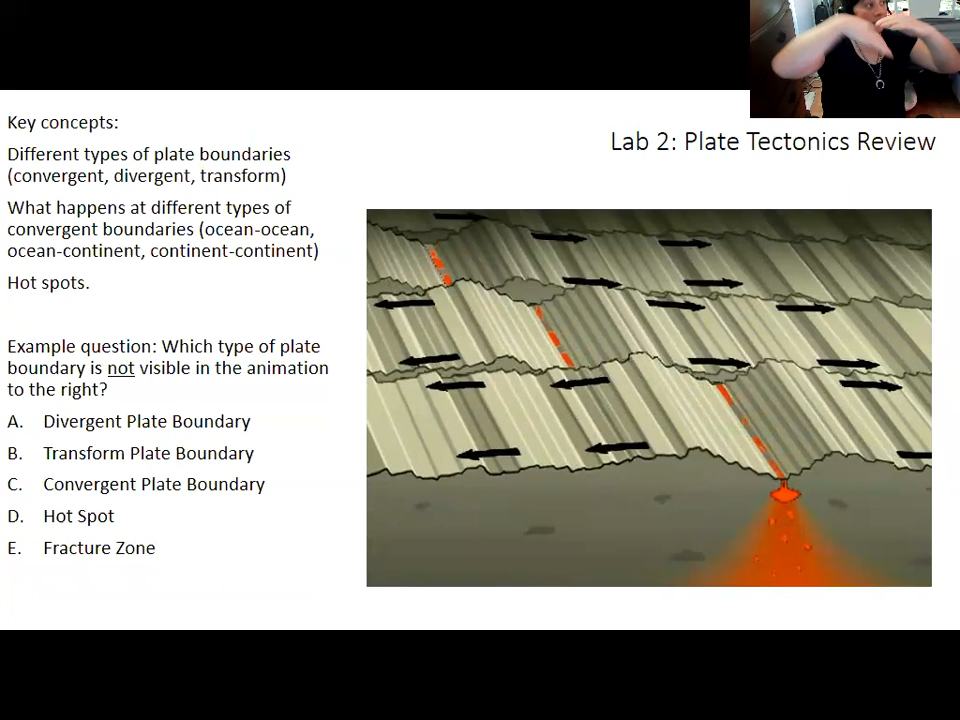 Key concepts:
Lab 2: Plate Tectonics Review
Different types of plate boundaries
(convergent, divergent, transform)
What happens at different types of
convergent boundaries (ocean-ocean,
ocean-continent, continent-continent)
Hot spots.
Example question: Which type of plate
boundary is not visible in the animation
to the right?
A. Divergent Plate Boundary
B. Transform Plate Boundary
C. Convergent Plate Boundary
D. Hot Spot
E. Fracture Zone